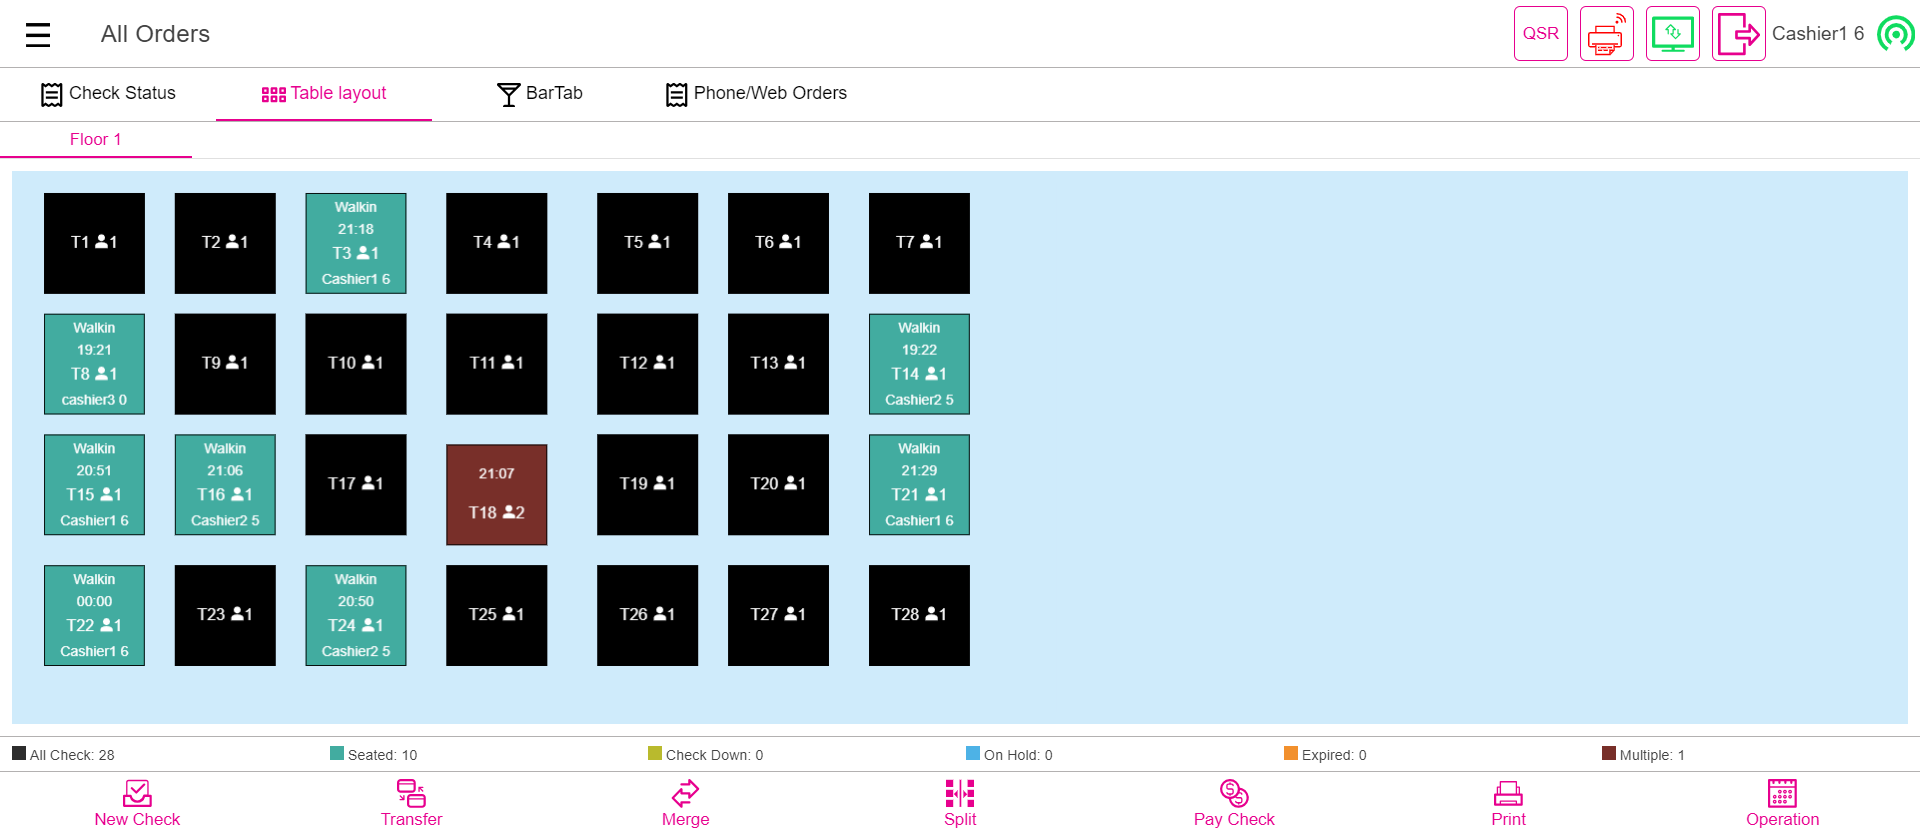 All Orders
QSR
Cashier1 6
Check Status
Table layout
BarTab
Phone/Web Orders
Floor 1
T1 1
T2 1
Walkin
21:18
T3 1
Cashier1 6
T4 1
T5 1
T6 1
T7 1
Walkin
19:21
T8 1
cashier3 0
T9 1
T10 1
T11 1
T12 1
T13 1
Walkin
19:22
T14 1
Cashier2 5
Walkin
20:51
T15 1
Cashier1 6
Walkin
21:06
T16 1
Cashier2 5
T17 1
21:07
T18 2
T19 1
T20 1
Walkin
21:29
T21 1
Cashier1 6
Walkin
00:00
T22 1
Cashier1 6
T23 1
Walkin
20:50
T24 1
Cashier2 5
T25 1
T26 1
T27 1
T28 1
All Check: 28
Seated: 10
Check Down: 0
On Hold: 0
Expired: 0
Multiple: 1
New Check
Transfer
Merge
Split
Pay Check
Print
Operation